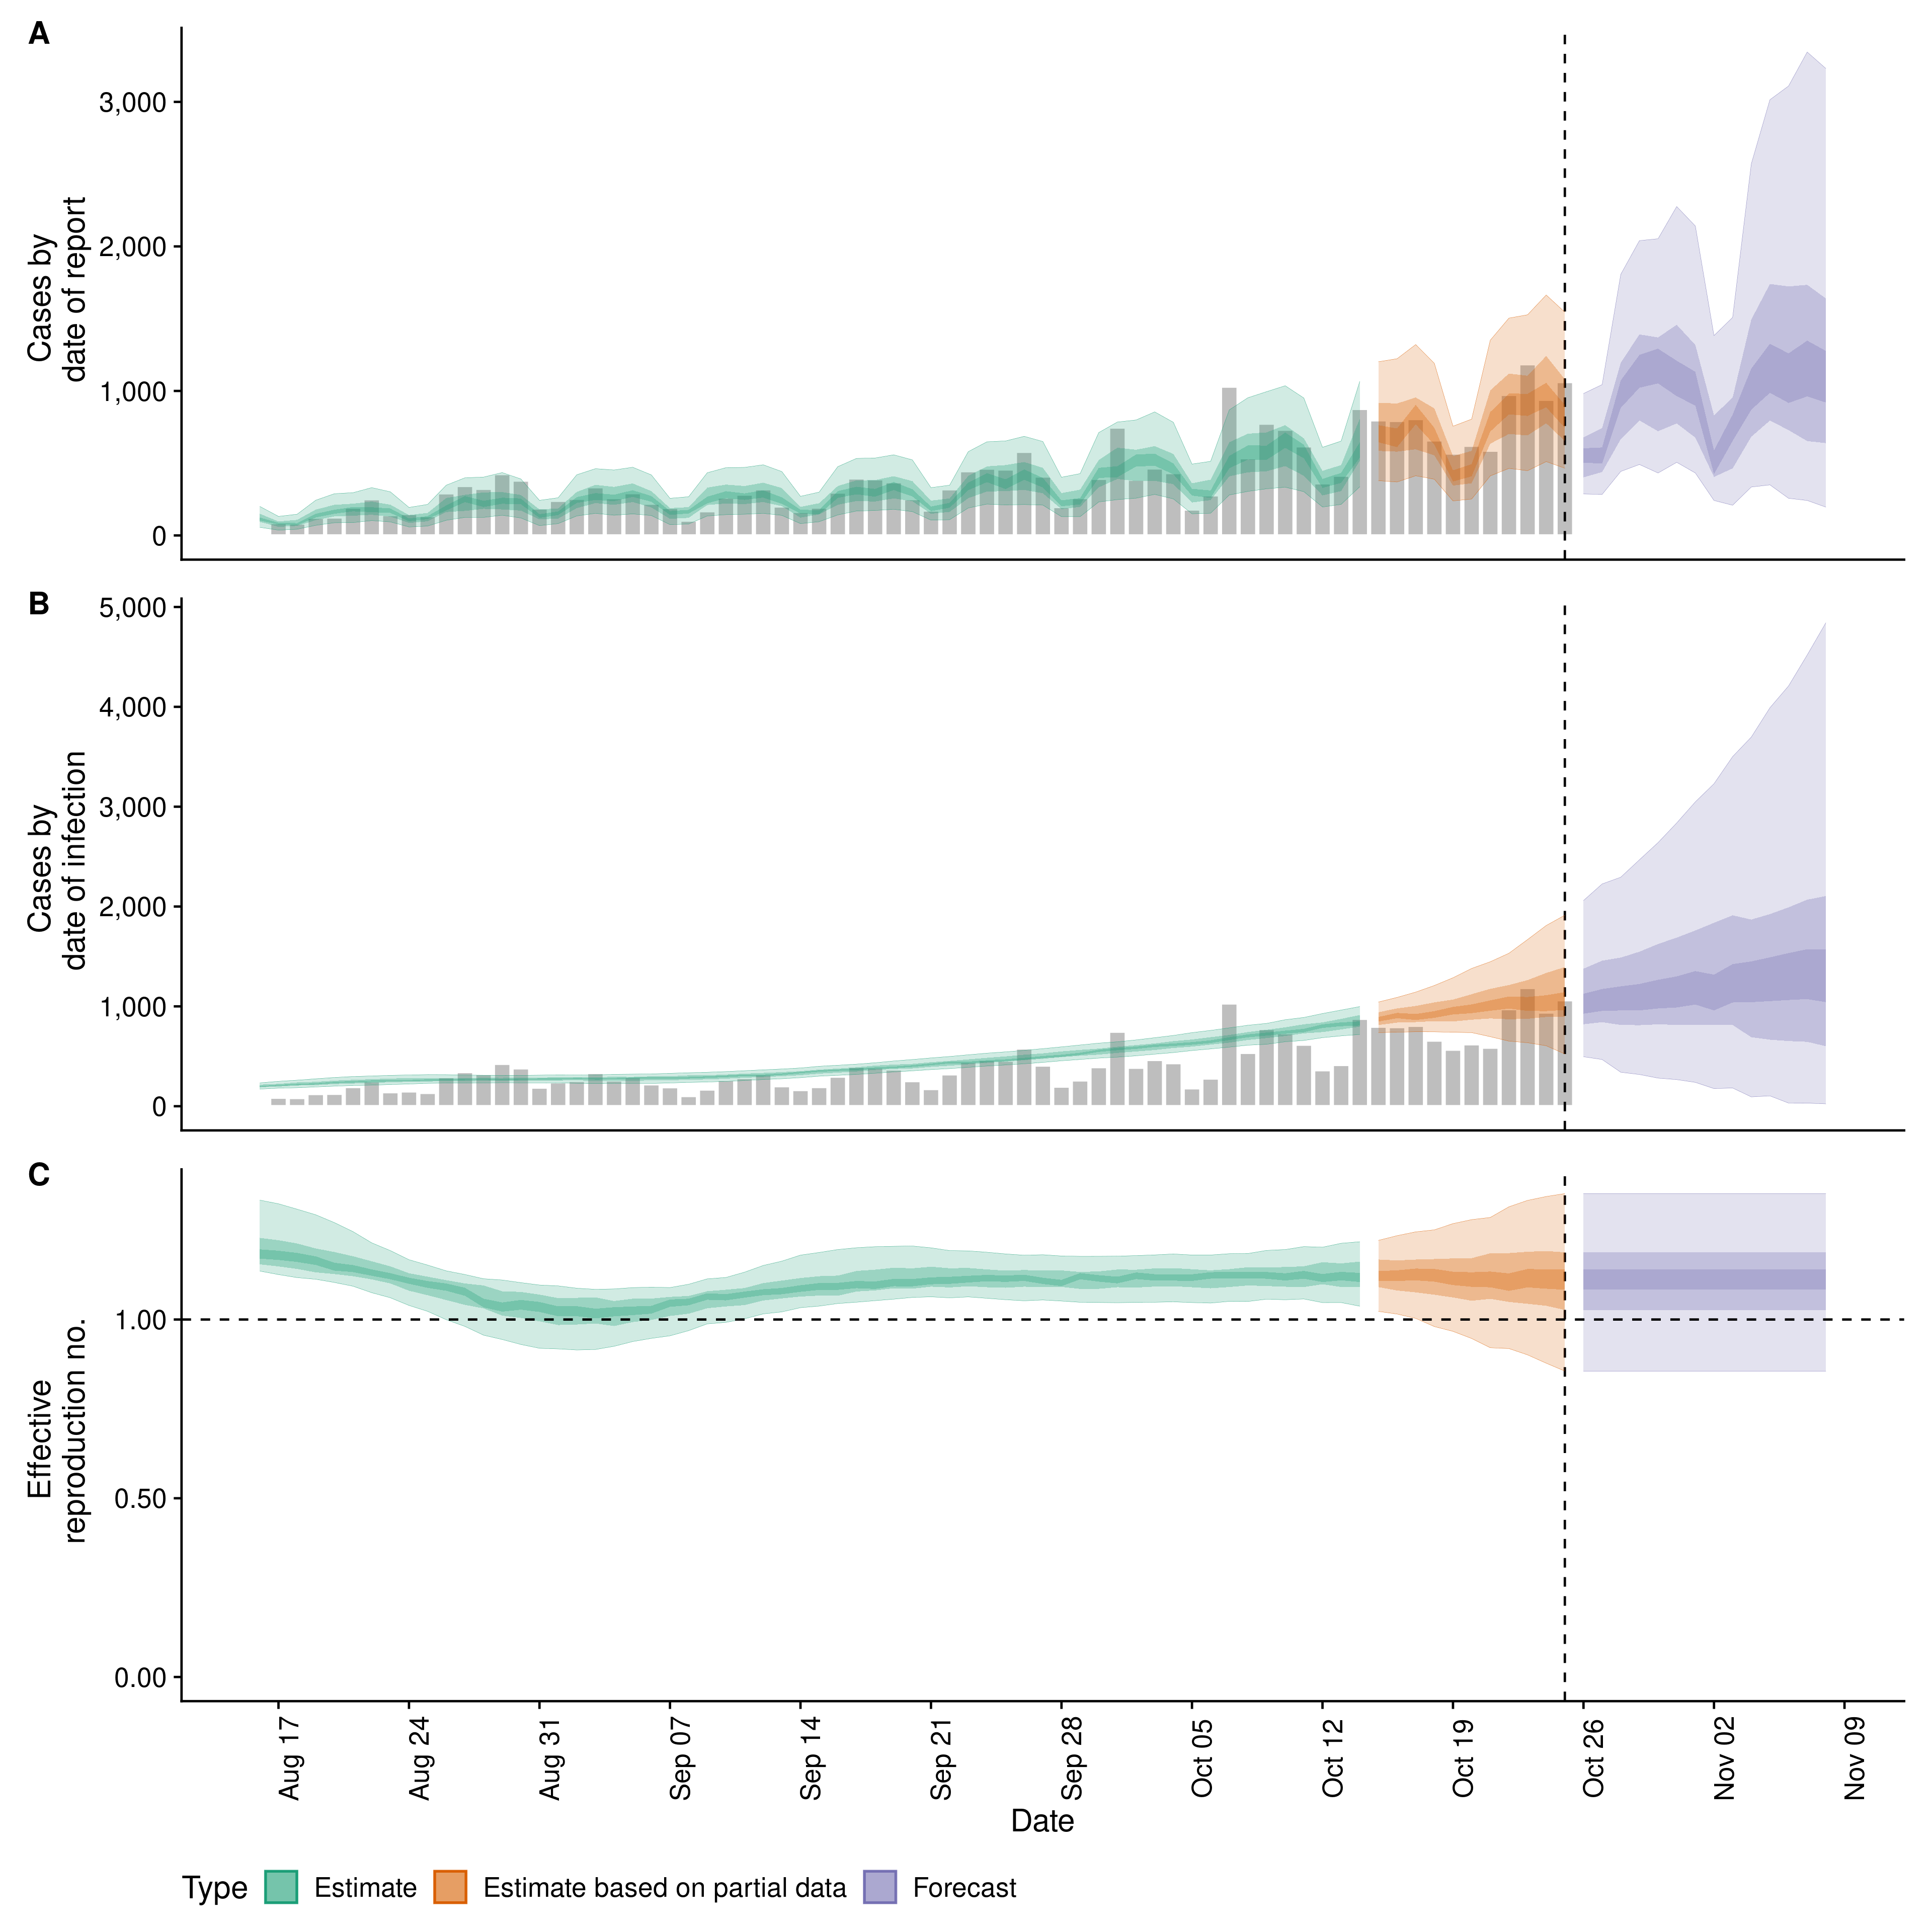 A
Cases by
date of report
3,000
2,000
1,000
0
B
Cases by
date of infection
5,000
4,000
3,000
2,000
1,000
0
C
Effective
reproduction no.
1.00
0.50
0.00
Aug 17
Aug 24
Aug 31
Sep 07
Sep 14
Sep 21
Sep 28
Oct 05
Oct 12
Oct 19
Oct 26
Nov 02
Nov 09
Date
Type
Estimate
Estimate based on partial data
Forecast